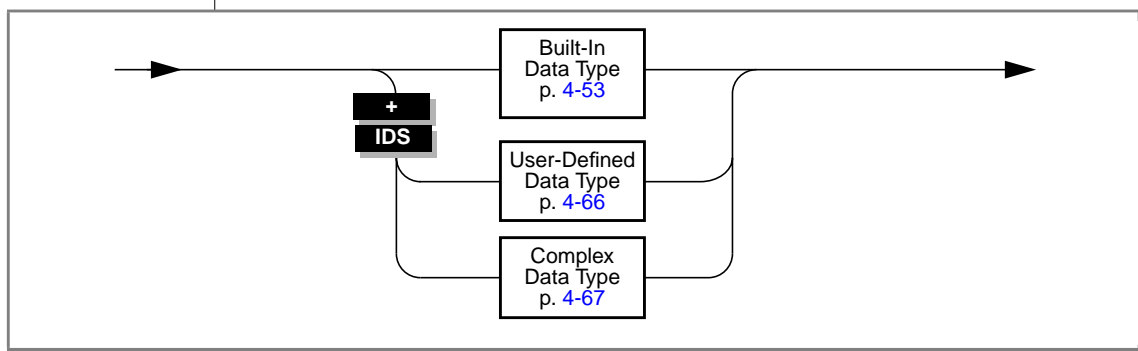 Built-In
Data Type
p. 4-53
+
IDS
User-Defined
Data Type
p. 4-66
Complex
Data Type
p. 4-67